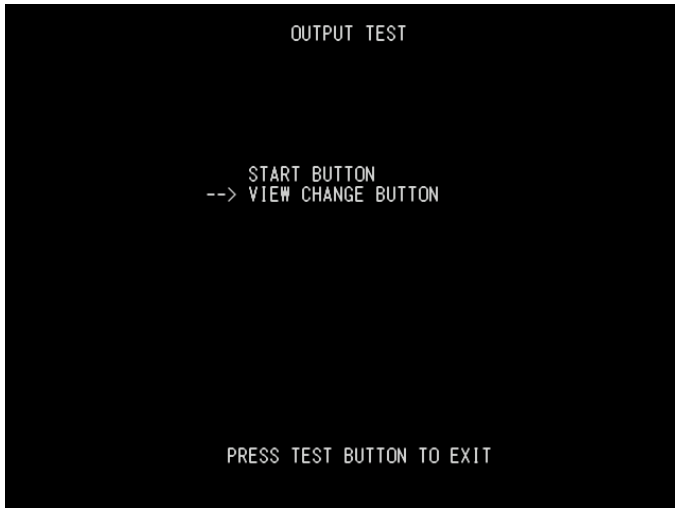 OUTPUT TEST
START BUTTON
--> VIEW CHANGE BUTTON
PRESS TEST BUTTON TO EXIT